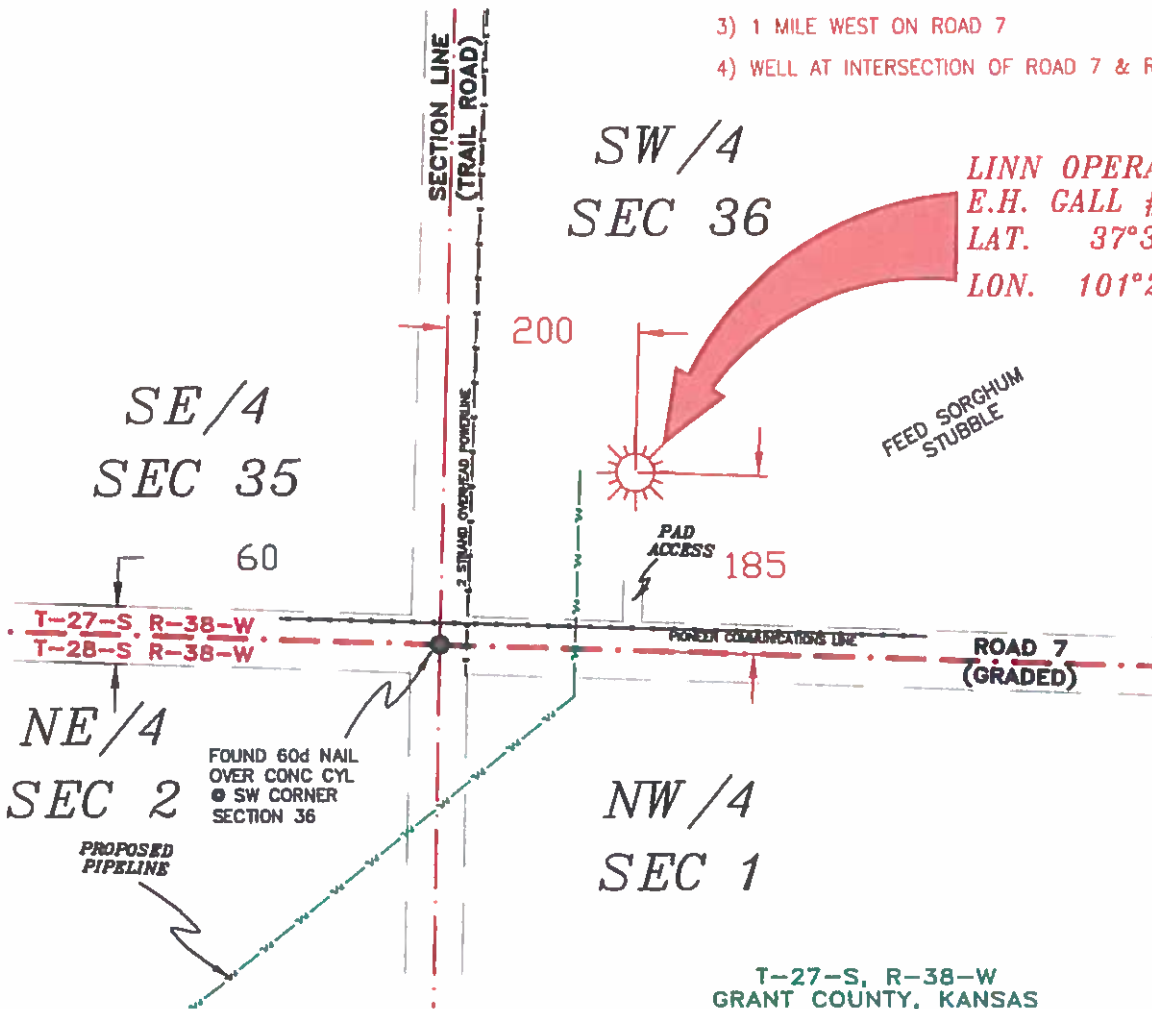 3) 1 MILE WEST ON ROAD 7
4) WELL AT INTERSECTION OF ROAD 7 &
SECTION LINE
(TRAIL ROAD)
SW/4
SEC 36
LINN
E.H. GALL
LAT. 37°3
LON. 101°2
200
SE/4
SEC 35
2 STRAND OVERHEAD POWERLINE
FEED SORGHUM
STUBBLE
60
PAD
ACCESS
185
T-27-S R-38-W
T-28-S R-38-W
PIONEER COMMUNICATIONS LINE
ROAD 7
(GRADED)
NE/4
SEC 2
FOUND 60d NAIL
OVER CONC CYL
@ SW CORNER
SECTION 36
NW/4
SEC 1
PROPOSED
PIPELINE
T-27-S, R-38-W
GRANT COUNTY, KANSAS